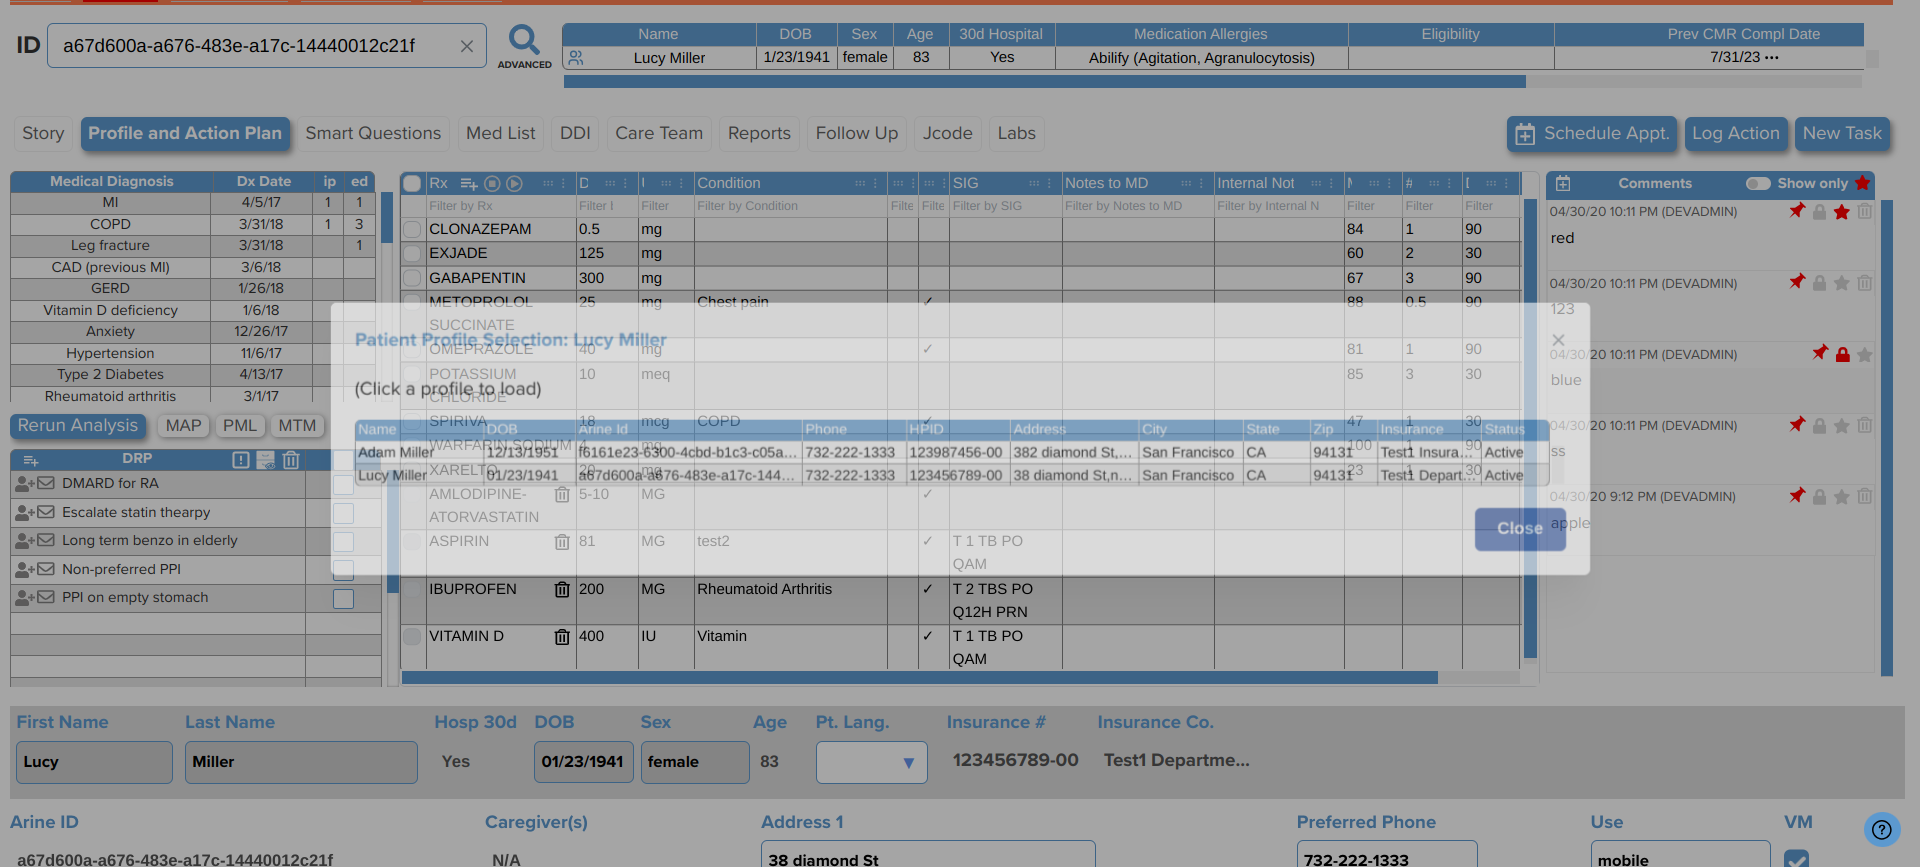 ID a67d600a-a676-483e-a17c-14440012c21f ADVANCED
Name DOB Sex Age 30d Hospital Medication Allergies Eligibility Prev CMR Compl Date
Lucy Miller 1/23/1941 female 83 Yes Abilify (Agitation, Agranulocytosis) 7/31/23 •••
Story Profile and Action Plan Smart Questions Med List DDI Care Team Reports Follow Up Jcode Labs Schedule Appt. Log Action New Task
Medical Diagnosis Dx Date ip ed
MI 4/5/17 1 1
COPD 3/31/18 1 3
Leg fracture 3/31/18 1
CAD (previous MI) 3/6/18
GERD 1/26/18
Vitamin D deficiency 1/6/18
Anxiety 12/26/17
Hypertension 11/6/17
Type 2 Diabetes 4/13/17
Rheumatoid arthritis 3/1/17
Rerun Analysis MAP PML MTM
DRP
DMARD for RA
Escalate statin thearpy
Long term benzo in elderly
Non-preferred PPI
PPI on empty stomach
Rx D I Condition SIG Notes to MD Internal Not M # D
Filter by Rx Filter I Filter Filter by Condition Filte Filte Filter by SIG Filter by Notes to MD Filter by Internal N Filter Filter Filter
CLONAZEPAM 0.5 mg 84 1 90
EXJADE 125 mg 60 2 30
GABAPENTIN 300 mg 67 3 90
METOPROLOL SUCCINATE 25 mg Chest pain ✓ 88 0.5 90
OMEPRAZOLE 40 mg ✓ 81 1 90
POTASSIUM CHLORIDE 10 meq 85 3 30
SPIRIVA 18 mcg COPD ✓ 47 1 30
WARFARIN SODIUM 4 mg 100 1 90
XARELTO 20 mg 23 1 30
AMLODIPINE-ATORVASTATIN 5-10 MG ✓
ASPIRIN 81 MG test2 ✓ T 1 TB PO QAM
IBUPROFEN 200 MG Rheumatoid Arthritis ✓ T 2 TBS PO Q12H PRN
VITAMIN D 400 IU Vitamin ✓ T 1 TB PO QAM
Comments Show only
04/30/20 10:11 PM (DEVADMIN)
red
04/30/20 10:11 PM (DEVADMIN)
123
04/30/20 10:11 PM (DEVADMIN)
blue
04/30/20 10:11 PM (DEVADMIN)
ss
04/30/20 9:12 PM (DEVADMIN)
apple
Patient Profile Selection: Lucy Miller
(Click a profile to load)
Name DOB Arine Id Phone HPID Address City State Zip Insurance Status
Adam Miller 12/13/1951 f6161e23-6300-4cbd-b1c3-c05a... 732-222-1333 123987456-00 382 diamond St,... San Francisco CA 94131 Test1 Insura... Active
Lucy Miller 01/23/1941 a67d600a-a676-483e-a17c-144... 732-222-1333 123456789-00 38 diamond St,n... San Francisco CA 94131 Test1 Depart... Active
Close
First Name Last Name Hosp 30d DOB Sex Age Pt. Lang. Insurance # Insurance Co.
Lucy Miller Yes 01/23/1941 female 83 123456789-00 Test1 Departme...
Arine ID Caregiver(s) Address 1 Preferred Phone Use VM
a67d600a-a676-483e-a17c-14440012c21f N/A 38 diamond St 732-222-1333 mobile